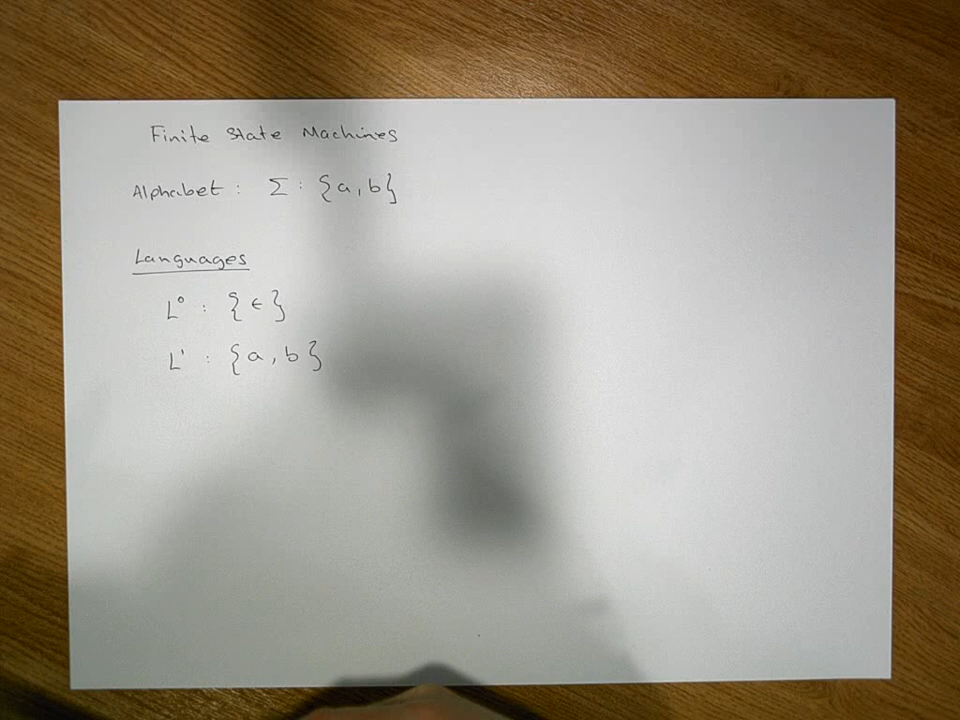 Finite State Machines
Alphabet : Σ : {a, b}
Languages
L⁰ : {ϵ}
L¹ : {a, b}